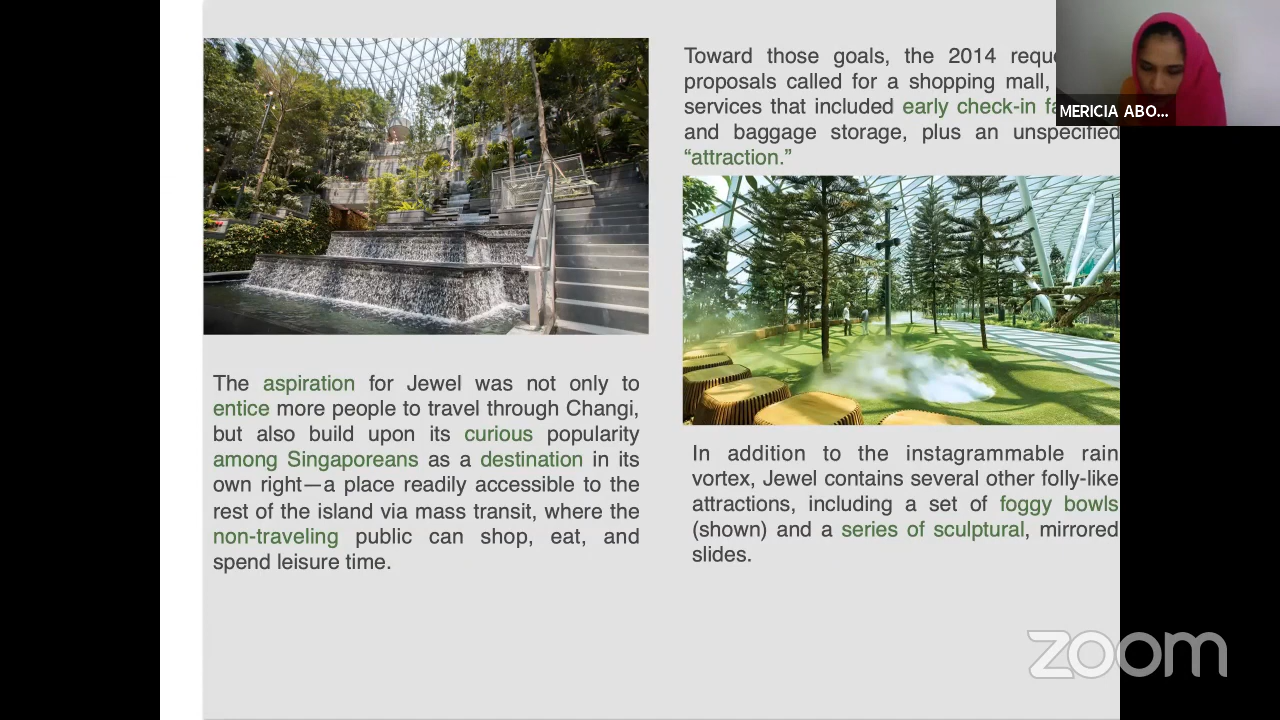 Toward those goals, the 2014
proposals called for a shopping mall,
services that included early check-in
and baggage storage, plus an unspecified
“attraction.”
MERICIA ABO...
The aspiration for Jewel was not only to
entice more people to travel through Changi,
but also build upon its curious popularity
among Singaporeans as a destination in its
own right—a place readily accessible to the
rest of the island via mass transit, where the
non-traveling public can shop, eat, and
spend leisure time.
In addition to the instagrammable rain
vortex, Jewel contains several other folly-like
attractions, including a set of foggy bowls
(shown) and a series of sculptural, mirrored
slides.
zoom